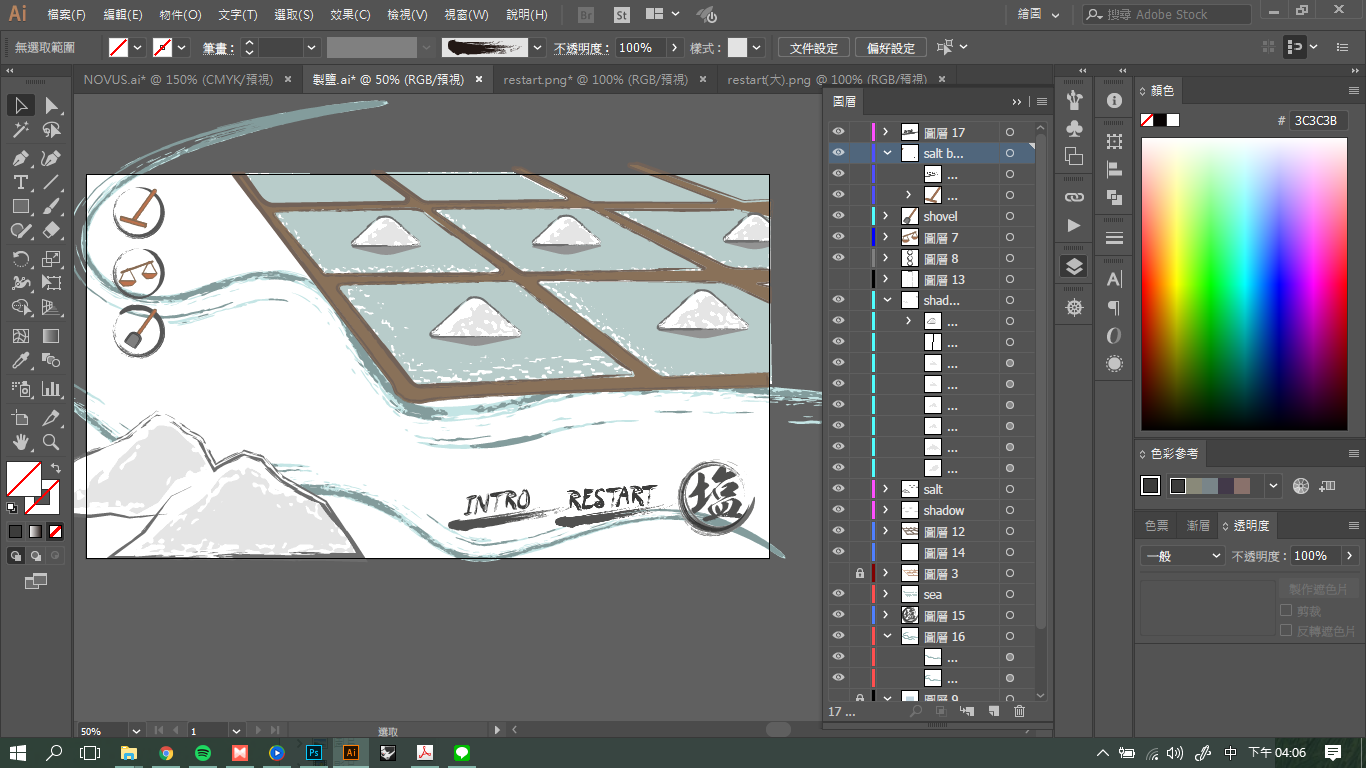 Ai 檔案(F) 編輯(E) 物件(O) 文字(T) 選取(S) 效果(C) 檢視(V) 視窗(W) 說明(H) Br St 繪圖 搜尋 Adobe Stock
無選取範圍 筆畫: 不透明度: 100% 樣式: 文件設定 偏好設定
NOVUS.ai* @ 150% (CMYK/預視) × 製鹽.ai* @ 50% (RGB/預視) × restart.png* @ 100% (RGB/預視) × restart(大).png @ 100% (RGB/預視) ×
圖層
圖層 17
salt b...
...
...
shovel
圖層 7
圖層 8
圖層 13
shad...
...
...
...
...
...
...
...
...
salt
shadow
圖層 12
圖層 14
圖層 3
sea
圖層 15
圖層 16
...
...
圖層 9
17 ...
顏色
# 3C3C3B
色彩參考
色票 漸層 透明度
一般 不透明度: 100%
製作遮色片
剪裁
反轉遮色片
INTRO RESTART 塩
50% 1 選取
Ps Ai 中 下午 04:06